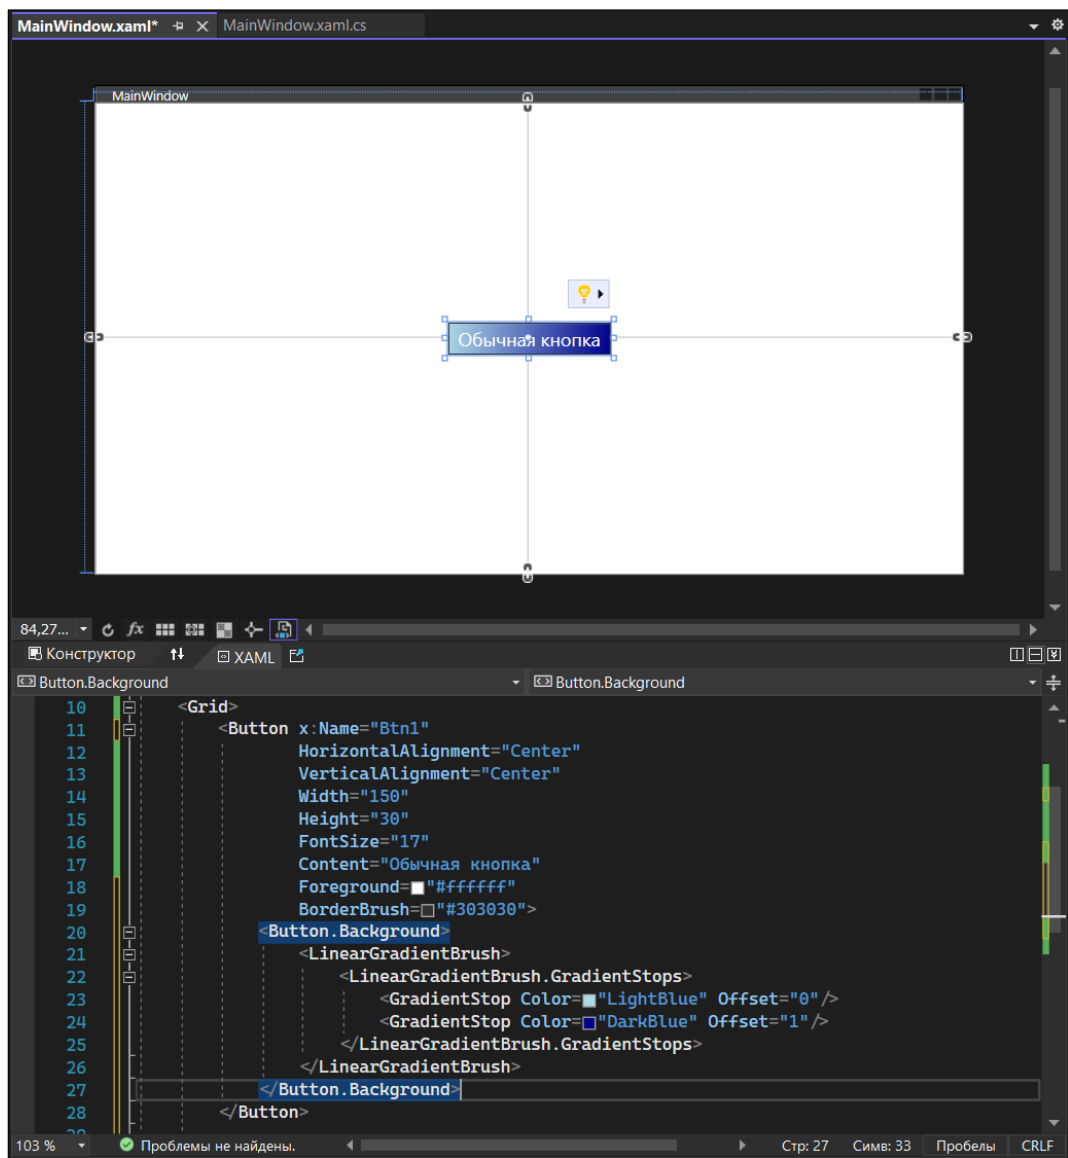 MainWindow.xaml* MainWindow.xaml.cs
MainWindow
Обычная кнопка
84,27... fx
Конструктор XAML
Button.Background Button.Background
10 <Grid>
11 <Button x:Name="Btn1"
12 HorizontalAlignment="Center"
13 VerticalAlignment="Center"
14 Width="150"
15 Height="30"
16 FontSize="17"
17 Content="Обычная кнопка"
18 Foreground="#ffffff"
19 BorderBrush="#303030">
20 <Button.Background>
21 <LinearGradientBrush>
22 <LinearGradientBrush.GradientStops>
23 <GradientStop Color="LightBlue" Offset="0"/>
24 <GradientStop Color="DarkBlue" Offset="1"/>
25 </LinearGradientBrush.GradientStops>
26 </LinearGradientBrush>
27 </Button.Background>
28 </Button>
103 % Проблемы не найдены. Стр: 27 Симв: 33 Пробелы CRLF